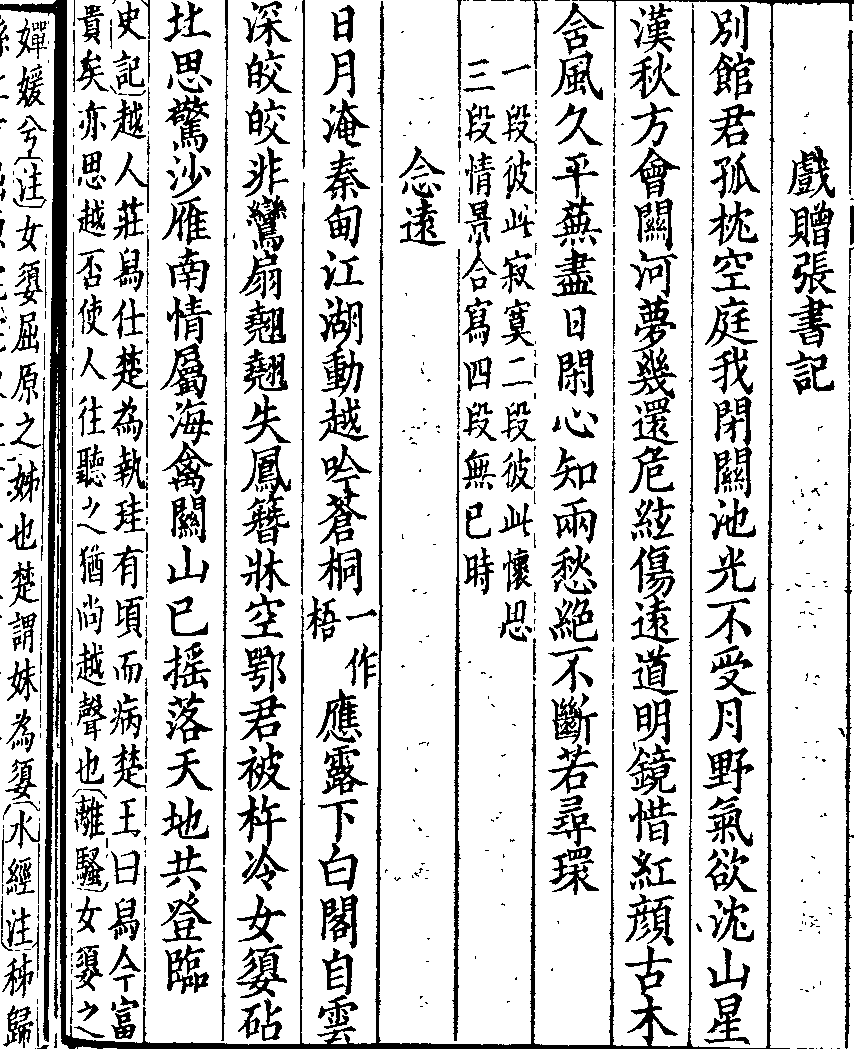 戲贈張書記
別館君孤枕空庭我閉關池光不受月野氣欲沈山星
漢秋方會關河夢幾還危絃傷遠道明鏡惜紅顔古木
含風久平蕪盡日閑心知兩愁絶不斷若尋環
一段彼此寂寞二段彼此懷思
三段情景合寫四段無已時
念遠
日月淹秦甸江湖動越吟蒼桐一作梧應露下白閣自雲
深皎皎非鸞扇翹翹失鳳簪牀空鄂君被杵冷女嬃砧
北思驚沙雁南情屬海禽關山已摇落天地共登臨
史記越人莊舄仕楚為執珪有頃而病楚王曰舄今富
貴矣亦思越否使人往聽之猶尚越聲也離騷女嬃之
嬋媛兮注女嬃屈原之姊也楚謂妹為嬃水經注秭歸